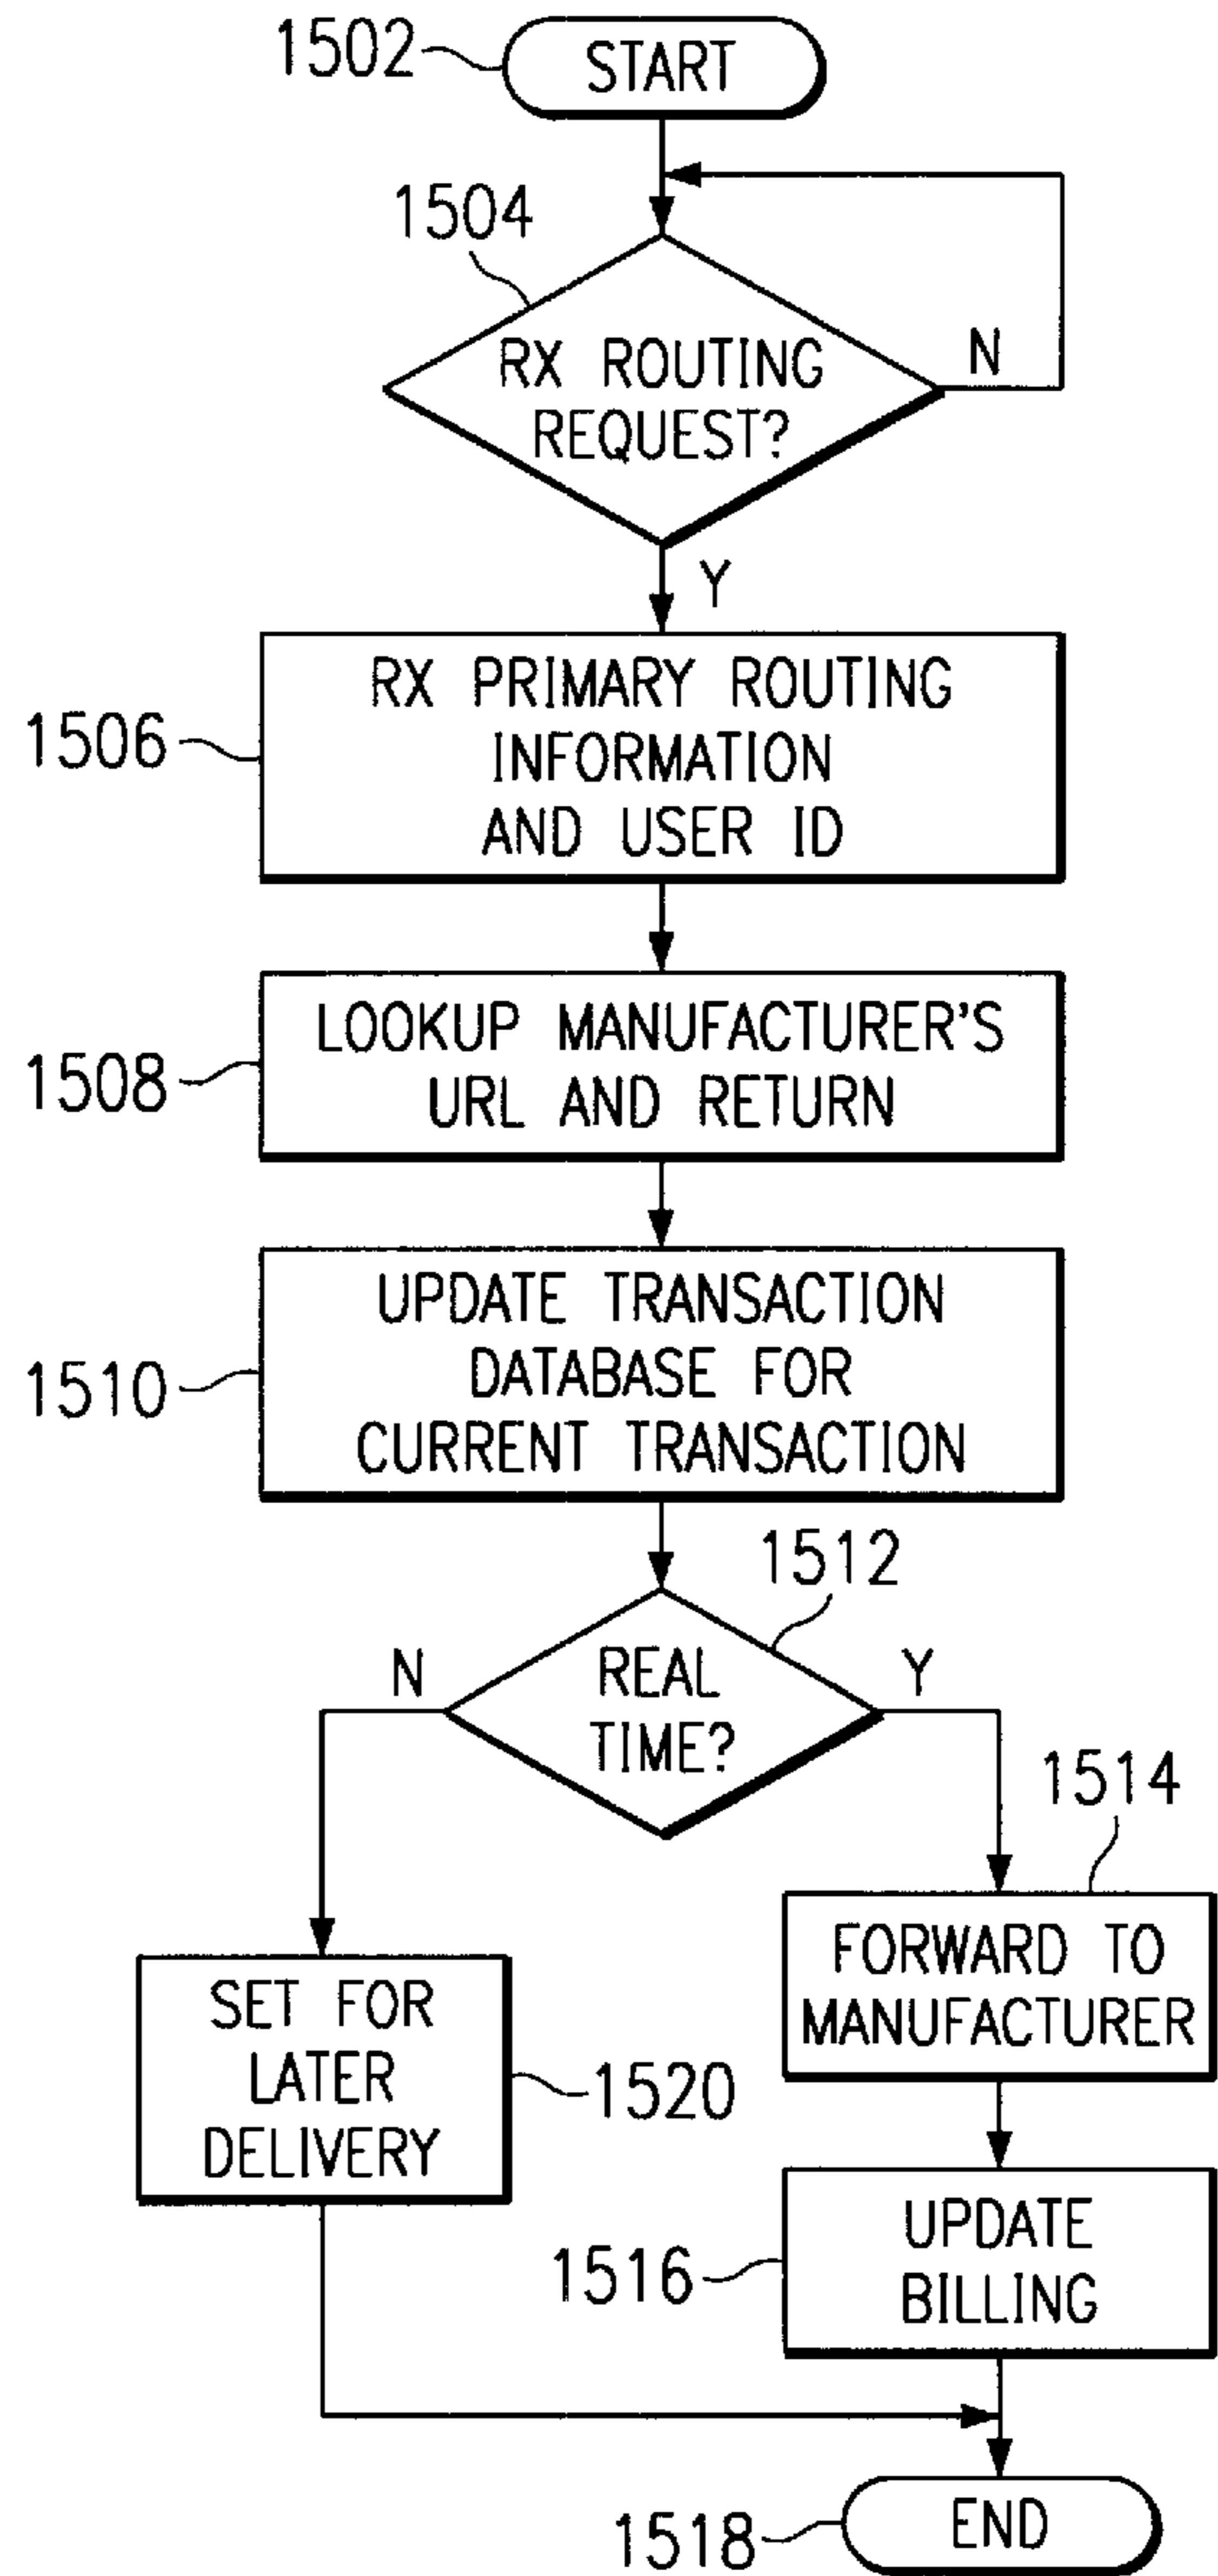 1502
START
1504
RX ROUTING
REQUEST?
N
Y
1506
RX PRIMARY ROUTING
INFORMATION
AND USER ID
1508
LOOKUP MANUFACTURER'S
URL AND RETURN
1510
UPDATE TRANSACTION
DATABASE FOR
CURRENT TRANSACTION
1512
N
REAL
TIME?
Y
1514
FORWARD TO
MANUFACTURER
SET FOR
LATER
DELIVERY
1520
1516
UPDATE
BILLING
1518
END